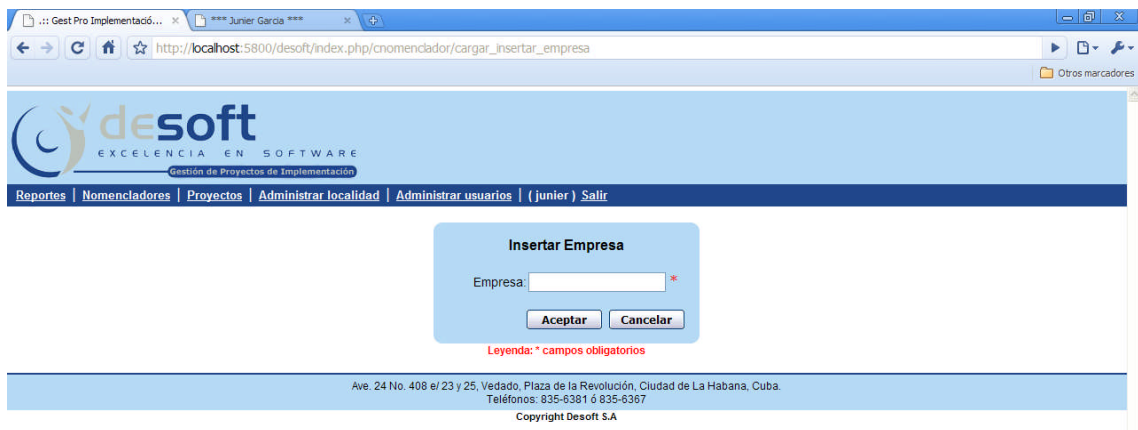 .:: Gest Pro Implementació... *** Junier Garcia ***
http://localhost:5800/desoft/index.php/cnomenclador/cargar_insertar_empresa
Otros marcadores
desoft
EXCELENCIA EN SOFTWARE
Gestión de Proyectos de Implementación
Reportes | Nomencladores | Proyectos | Administrar localidad | Administrar usuarios | ( junier ) Salir
Insertar Empresa
Empresa: *
Aceptar Cancelar
Leyenda: * campos obligatorios
Ave. 24 No. 408 e/ 23 y 25, Vedado, Plaza de la Revolución, Ciudad de La Habana, Cuba.
Teléfonos: 835-6381 ó 835-6367
Copyright Desoft S.A